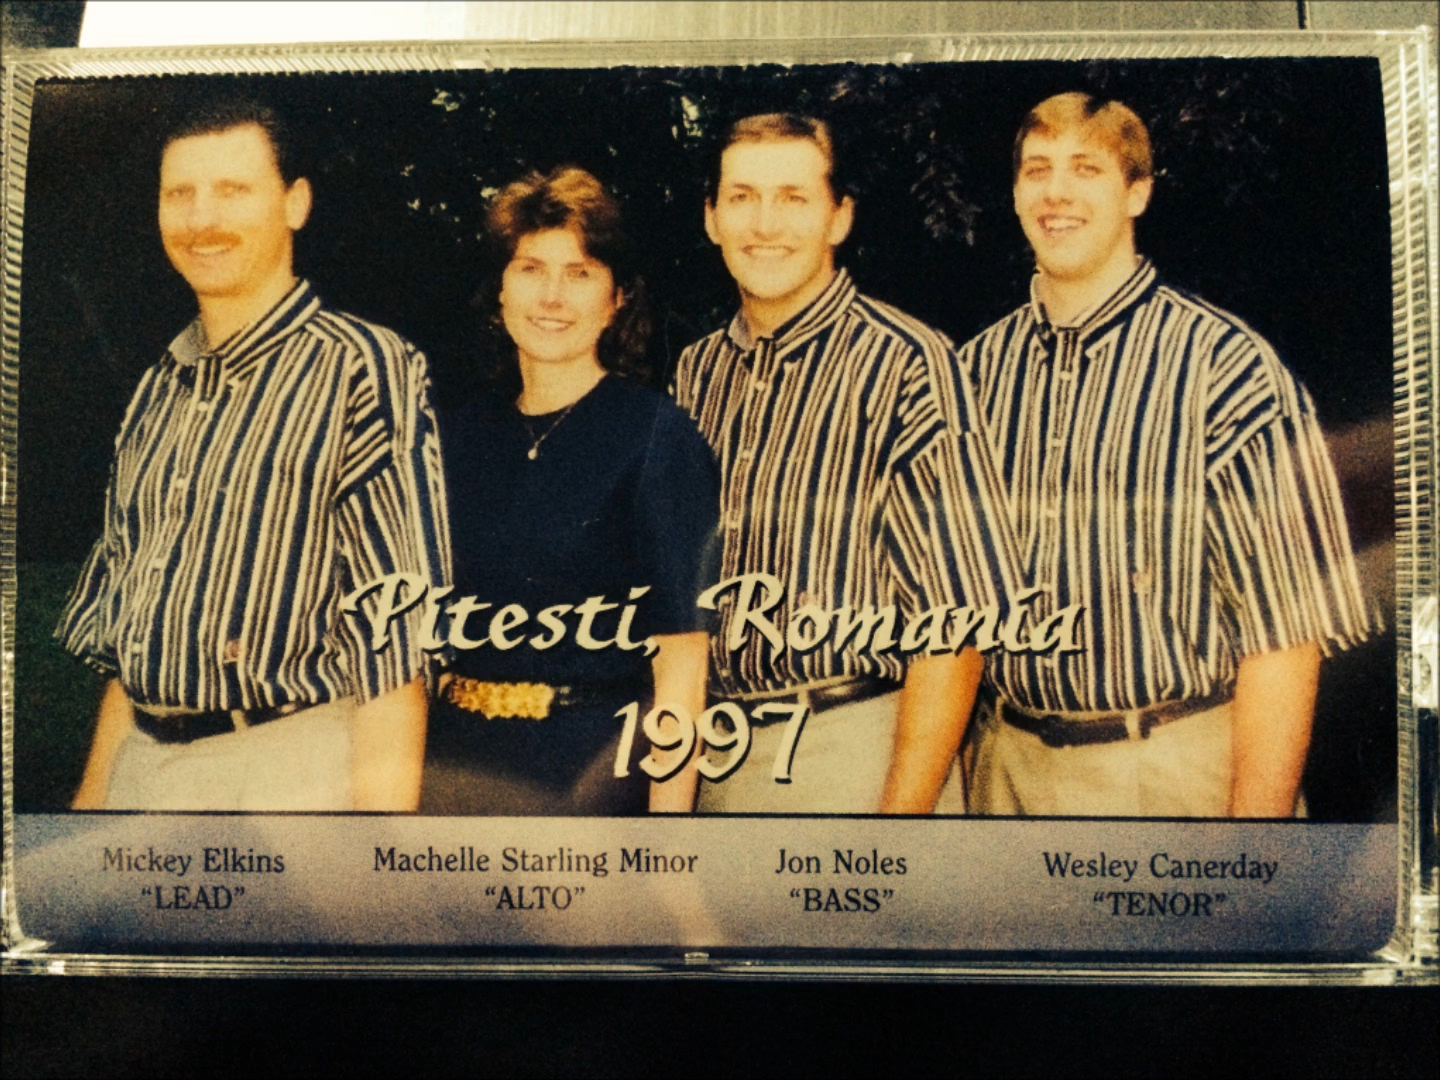 Pitesti, Romania
1997
Mickey Elkins
"LEAD"
Machelle Starling Minor
"ALTO"
Jon Noles
"BASS"
Wesley Canerday
"TENOR"